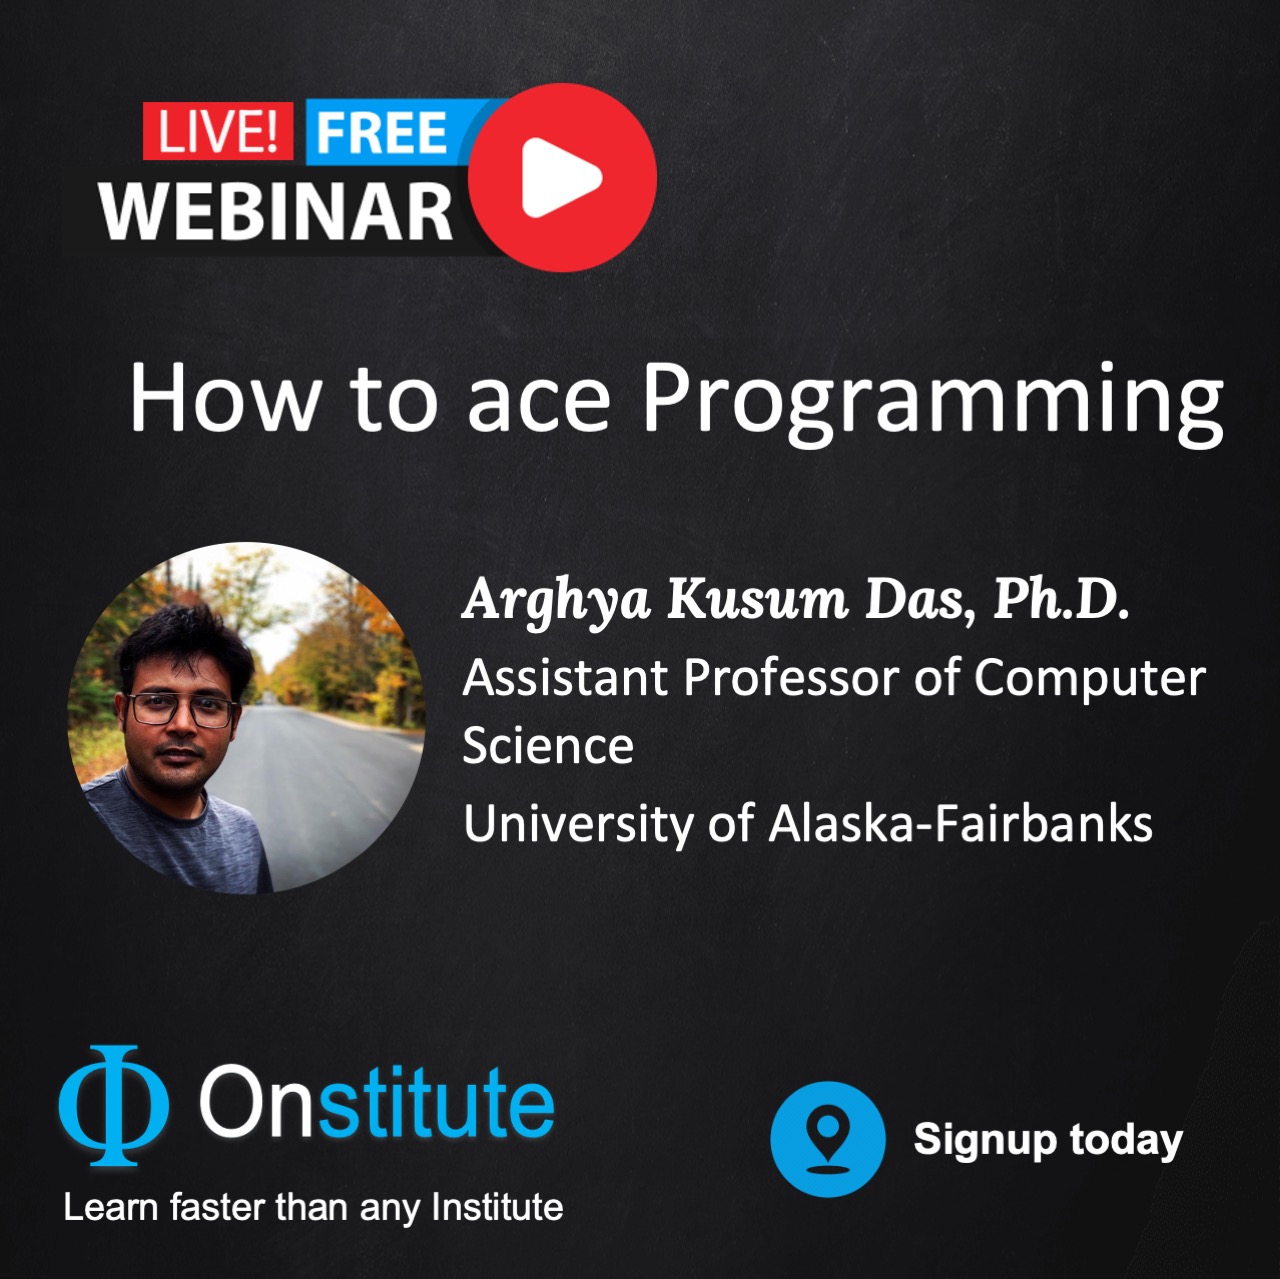 LIVE! FREE
WEBINAR
How to ace Programming
Arghya Kusum Das, Ph.D.
Assistant Professor of Computer
Science
University of Alaska-Fairbanks
Φ Onstitute
Learn faster than any Institute
Signup today